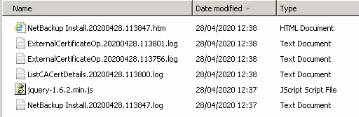 Name Date modified Type
NetBackup Install.20200428.113847.htm 28/04/2020 12:38 HTML Document
ExternalCertificateOp.20200428.113801.log 28/04/2020 12:38 Text Document
ExternalCertificateOp.20200428.113756.log 28/04/2020 12:38 Text Document
ListCACertDetails.20200428.113800.log 28/04/2020 12:38 Text Document
jquery-1.6.2.min.js 28/04/2020 12:37 JScript Script File
NetBackup Install.20200428.113847.log 28/04/2020 12:37 Text Document